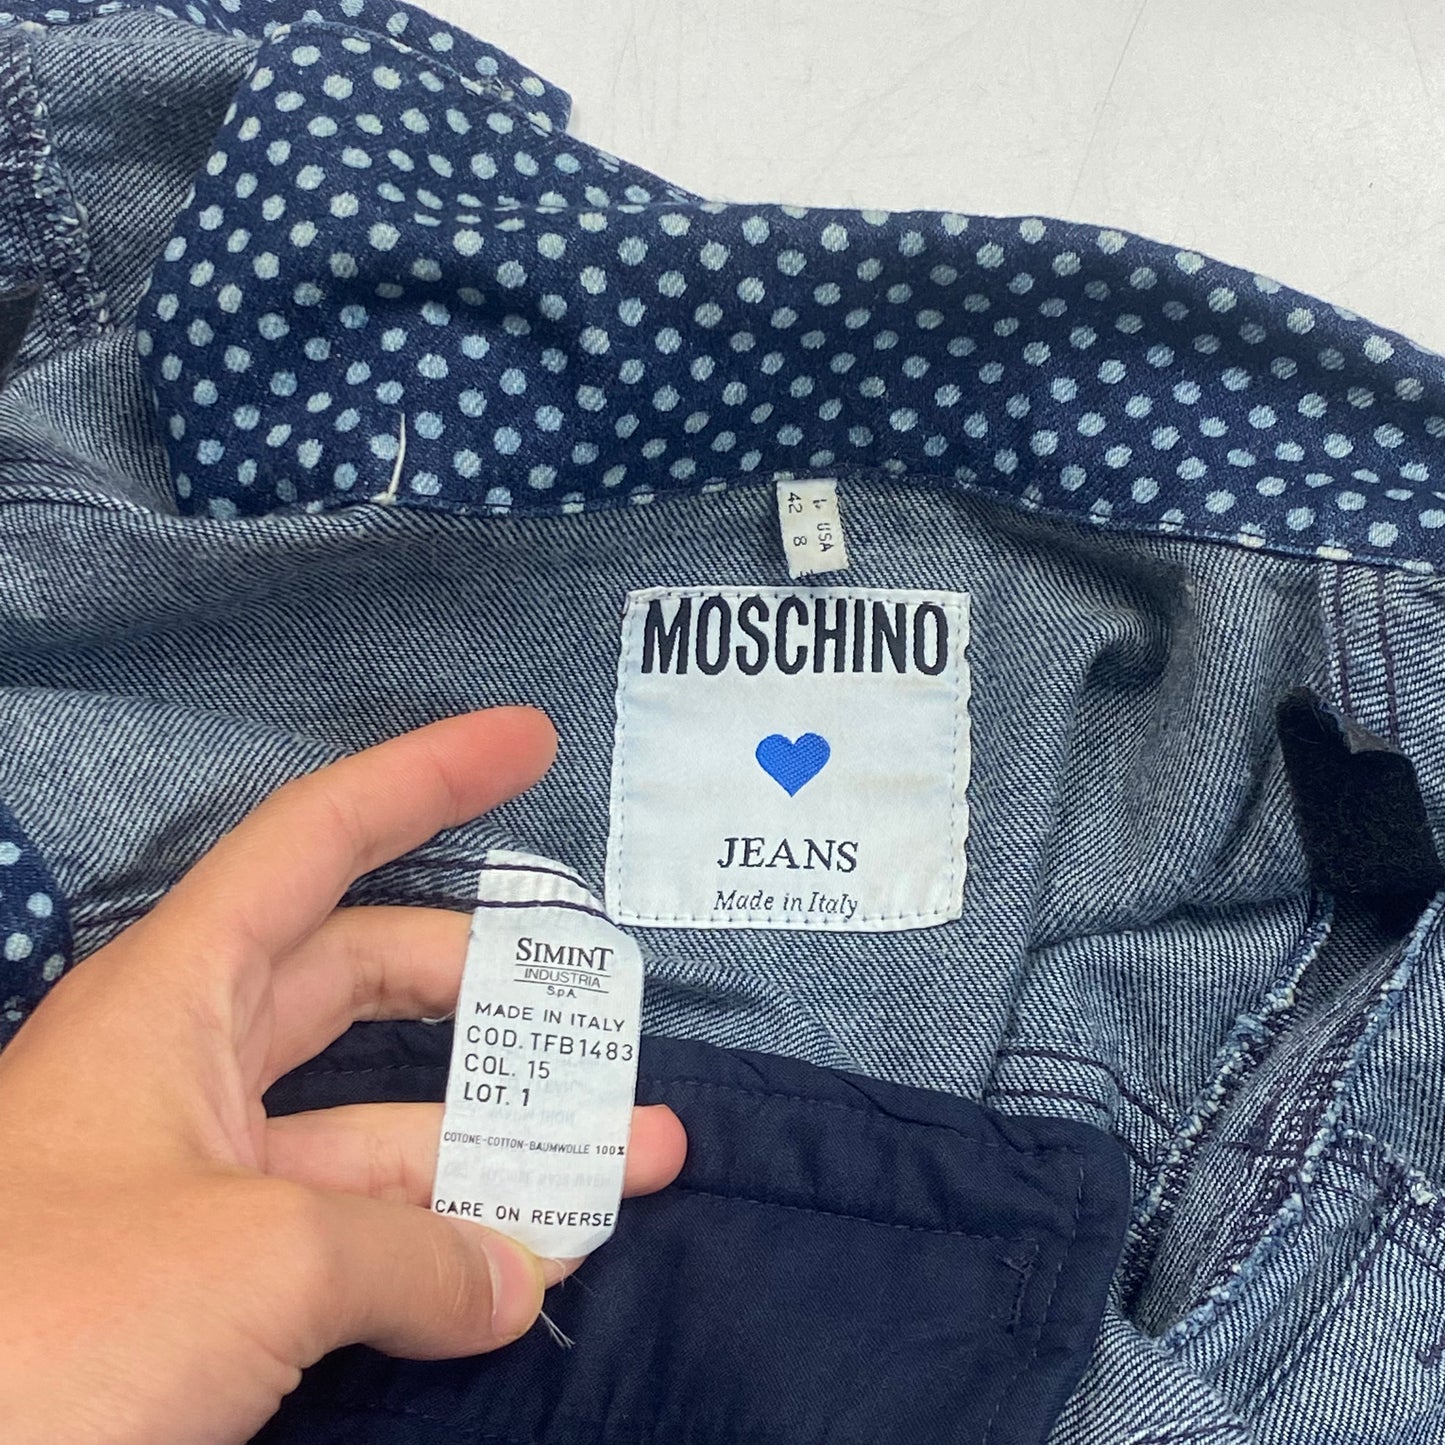 I USA
42 8
MOSCHINO
JEANS
Made in Italy
SIMINT
INDUSTRIA
S.p.A.
MADE IN ITALY
COD. TFB1483
COL. 15
LOT. 1
COTONE-COTTON-BAUMWOLLE 100%
CARE ON REVERSE